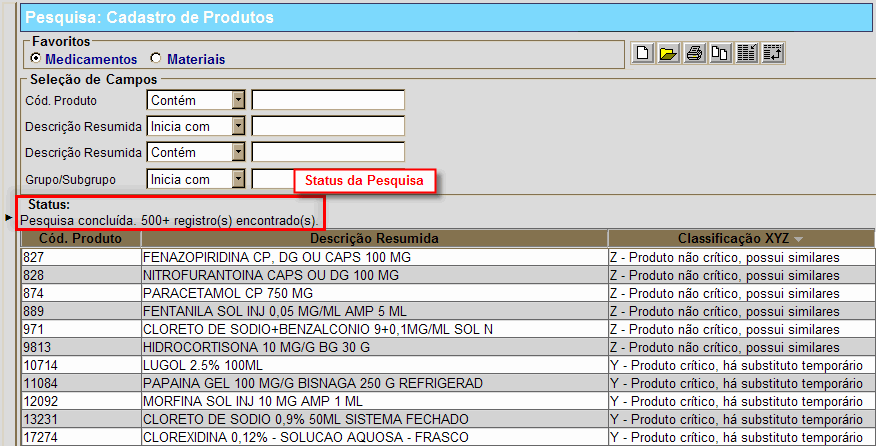 Pesquisa: Cadastro de Produtos
Favoritos
Medicamentos Materiais
Seleção de Campos
Cód. Produto Contém
Descrição Resumida Inicia com
Descrição Resumida Contém
Grupo/Subgrupo Inicia com
Status da Pesquisa
Status:
Pesquisa concluída. 500+ registro(s) encontrado(s).
Cód. Produto Descrição Resumida Classificação XYZ
827 FENAZOPIRIDINA CP, DG OU CAPS 100 MG Z - Produto não crítico, possui similares
828 NITROFURANTOINA CAPS OU DG 100 MG Z - Produto não crítico, possui similares
874 PARACETAMOL CP 750 MG Z - Produto não crítico, possui similares
889 FENTANILA SOL INJ 0,05 MG/ML AMP 5 ML Z - Produto não crítico, possui similares
971 CLORETO DE SODIO+BENZALCONIO 9+0,1MG/ML SOL N Z - Produto não crítico, possui similares
9813 HIDROCORTISONA 10 MG/G BG 30 G Z - Produto não crítico, possui similares
10714 LUGOL 2.5% 100ML Y - Produto crítico, há substituto temporário
11084 PAPAINA GEL 100 MG/G BISNAGA 250 G REFRIGERAD Y - Produto crítico, há substituto temporário
12092 MORFINA SOL INJ 10 MG AMP 1 ML Y - Produto crítico, há substituto temporário
13231 CLORETO DE SODIO 0,9% 50ML SISTEMA FECHADO Y - Produto crítico, há substituto temporário
17274 CLOREXIDINA 0,12% - SOLUCAO AQUOSA - FRASCO Y - Produto crítico, há substituto temporário